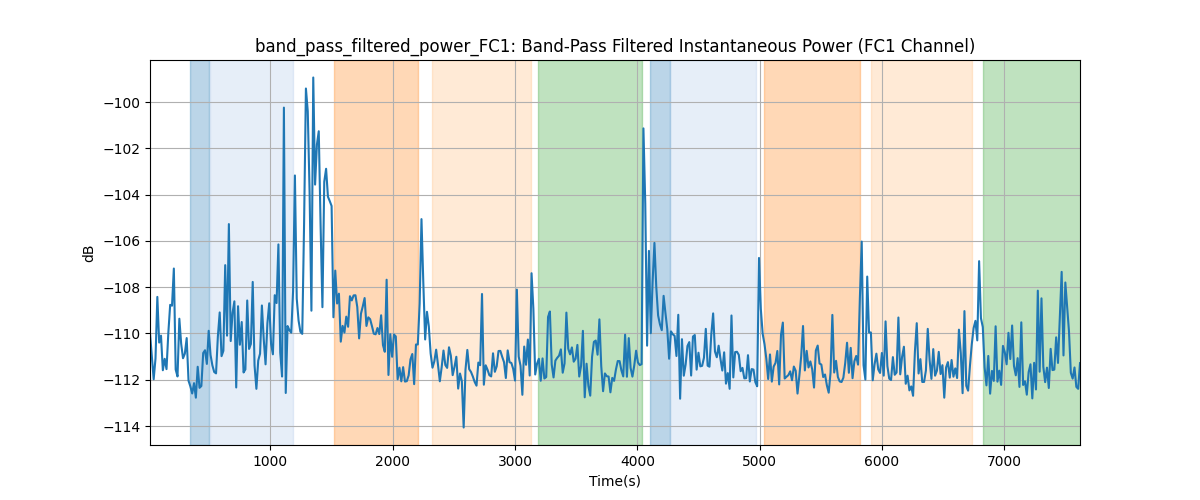 band_pass_filtered_power_FC1: Band-Pass Filtered Instantaneous Power (FC1 Channel)
dB
−100
−102
−104
−106
−108
−110
−112
−114
1000 2000 3000 4000 5000 6000 7000
Time(s)